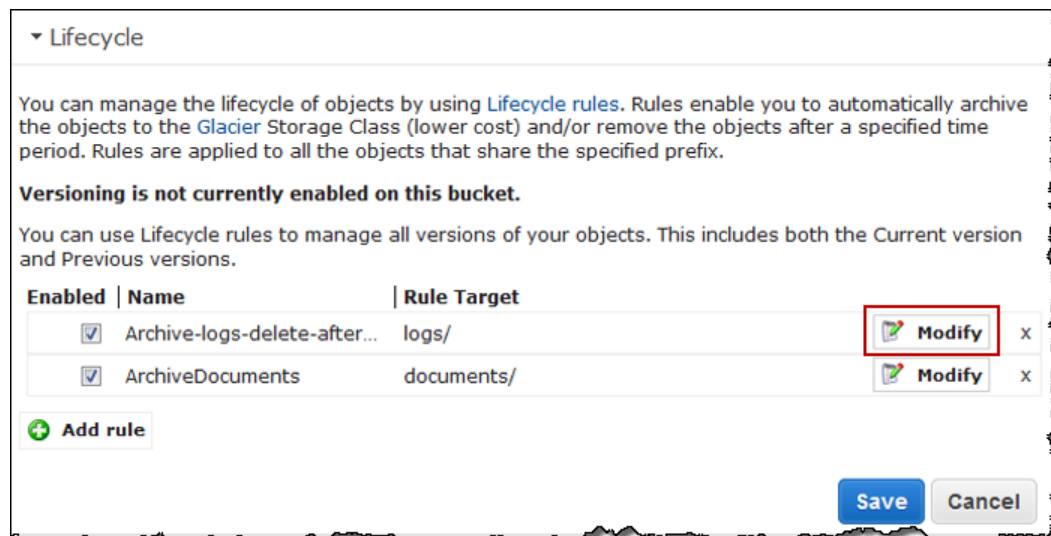 Lifecycle
You can manage the lifecycle of objects by using Lifecycle rules. Rules enable you to automatically archive
the objects to the Glacier Storage Class (lower cost) and/or remove the objects after a specified time
period. Rules are applied to all the objects that share the specified prefix.
Versioning is not currently enabled on this bucket.
You can use Lifecycle rules to manage all versions of your objects. This includes both the Current version
and Previous versions.
Enabled Name Rule Target
Archive-logs-delete-after... logs/ Modify x
ArchiveDocuments documents/ Modify x
Add rule
Save Cancel